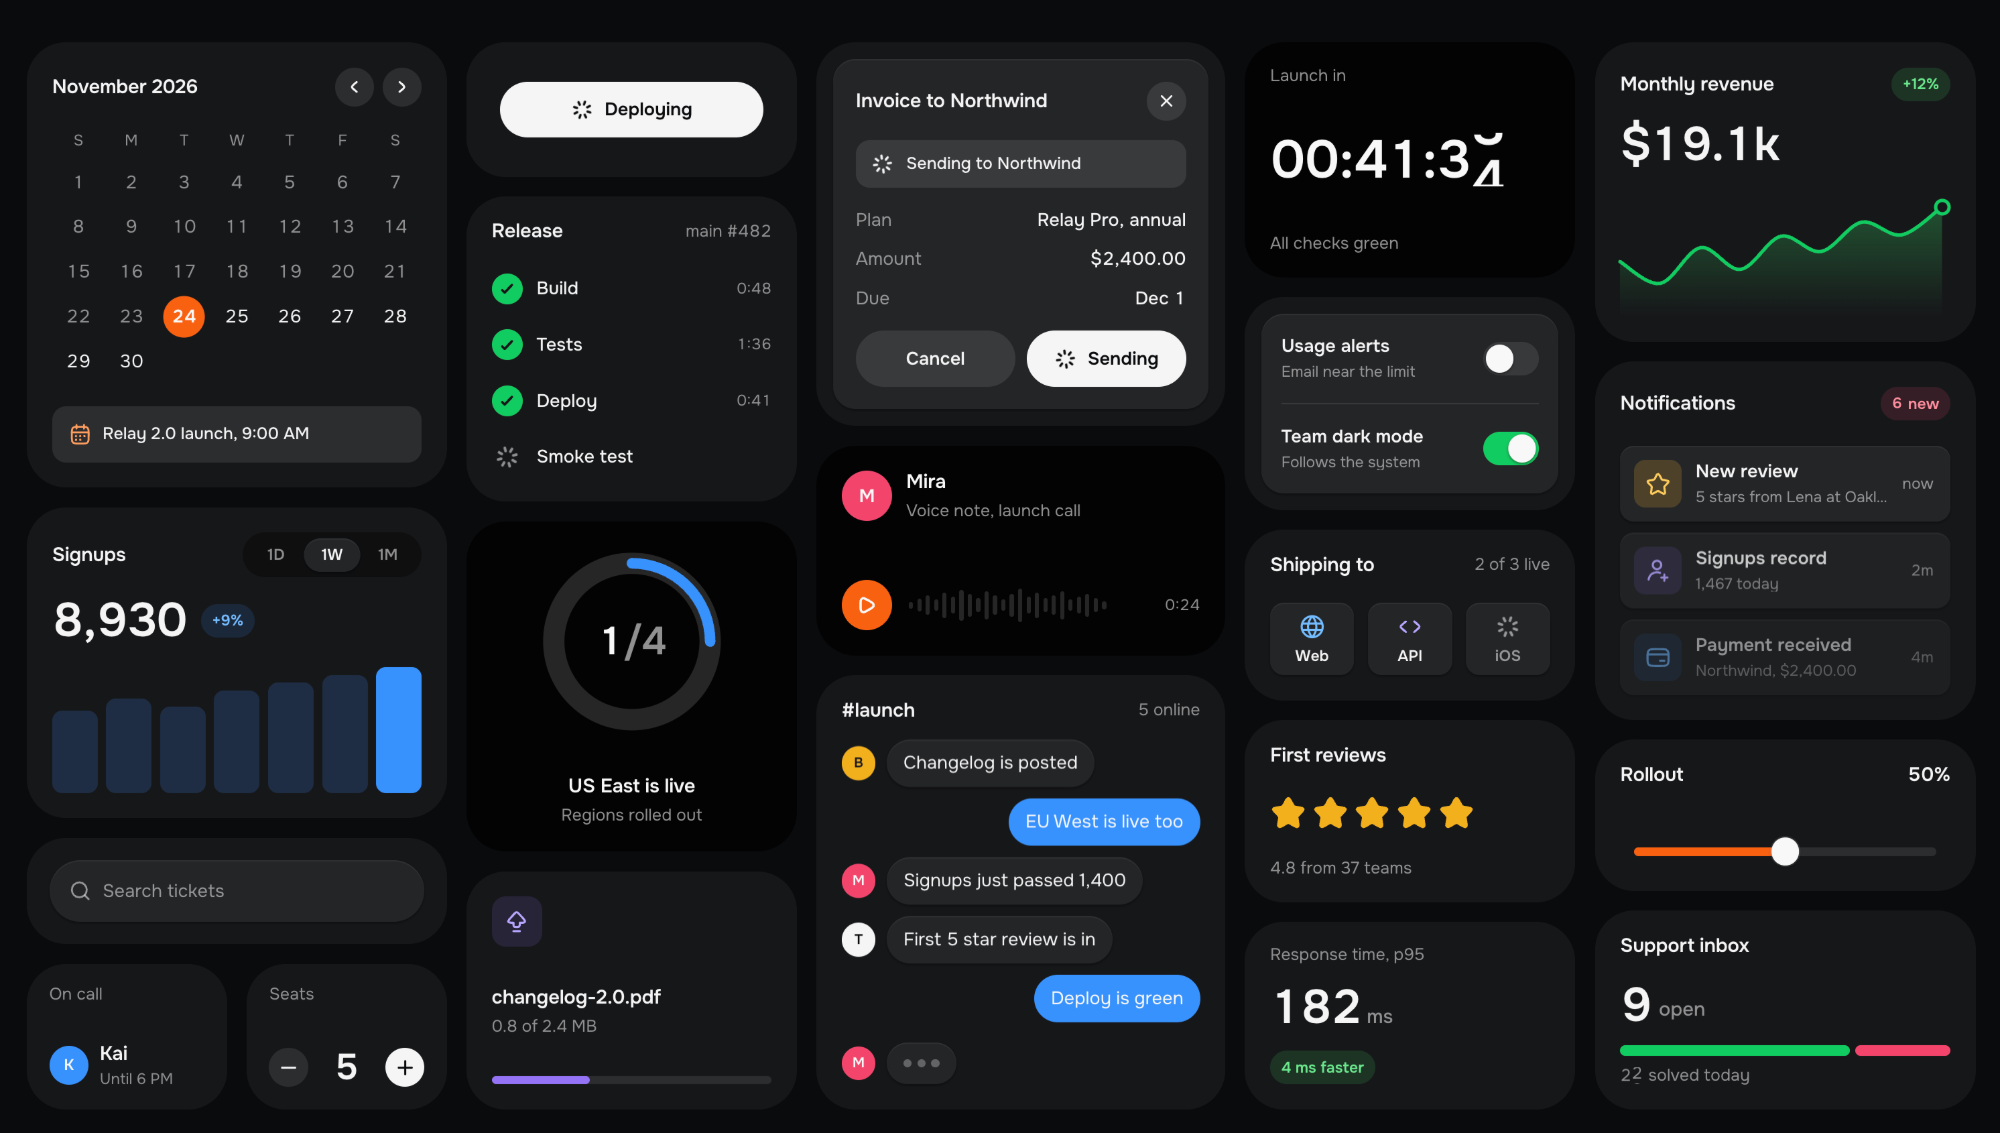 November 2026
S M T W T F S
1 2 3 4 5 6 7
8 9 10 11 12 13 14
15 16 17 18 19 20 21
22 23 24 25 26 27 28
29 30
Relay 2.0 launch, 9:00 AM
Signups
1D 1W 1M
8,930 +9%
Search tickets
On call
K
Kai
Until 6 PM
Seats
5
Deploying
Release main #482
Build 0:48
Tests 1:36
Deploy 0:41
Smoke test
1/4
US East is live
Regions rolled out
changelog-2.0.pdf
0.8 of 2.4 MB
Invoice to Northwind
Sending to Northwind
Plan Relay Pro, annual
Amount $2,400.00
Due Dec 1
Cancel Sending
M
Mira
Voice note, launch call
0:24
#launch 5 online
B Changelog is posted
EU West is live too
M Signups just passed 1,400
T First 5 star review is in
Deploy is green
M
Launch in
00:41:34
All checks green
Usage alerts
Email near the limit
Team dark mode
Follows the system
Shipping to 2 of 3 live
Web API iOS
First reviews
4.8 from 37 teams
Response time, p95
182 ms
4 ms faster
Monthly revenue +12%
$19.1k
Notifications 6 new
New review
5 stars from Lena at Oakl... now
Signups record
1,467 today 2m
Payment received
Northwind, $2,400.00 4m
Rollout 50%
Support inbox
9 open
22 solved today